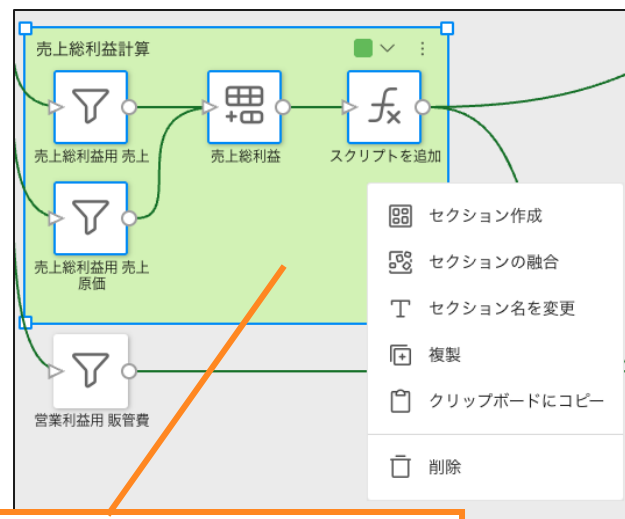 売上総利益計算
売上総利益用 売上
売上総利益
スクリプトを追加
売上総利益用 売上
原価
営業利益用 販管費
セクション作成
セクションの融合
セクション名を変更
複製
クリップボードにコピー
削除